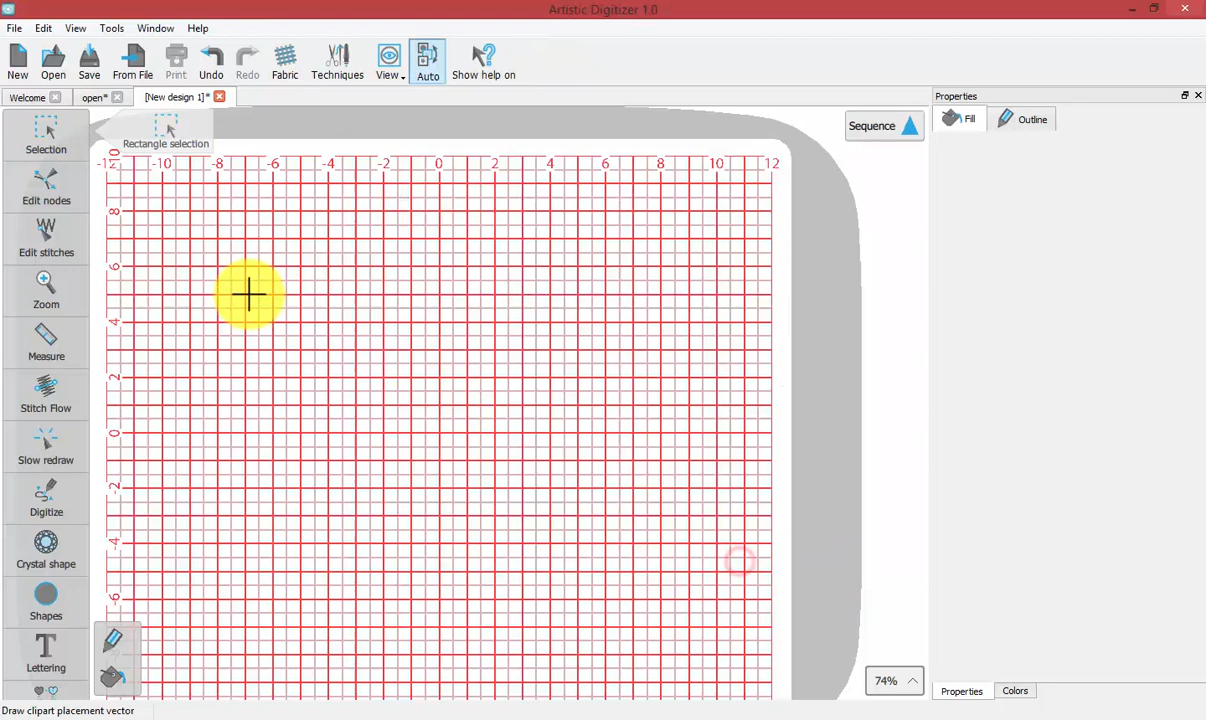 Artistic Digitizer 1.0
File Edit View Tools Window Help
New Open Save From File Print Undo Redo Fabric Techniques View Auto Show help on
Welcome open* [New design 1]*
Properties
Fill Outline
Sequence
Selection
Rectangle selection
Edit nodes
Edit stitches
Zoom
Measure
Stitch Flow
Slow redraw
Digitize
Crystal shape
Shapes
Lettering
-10 -8 -6 -4 -2 0 2 4 6 8 10 12
10
8
6
4
2
0
-2
-4
-6
74%
Properties Colors
Draw clipart placement vector